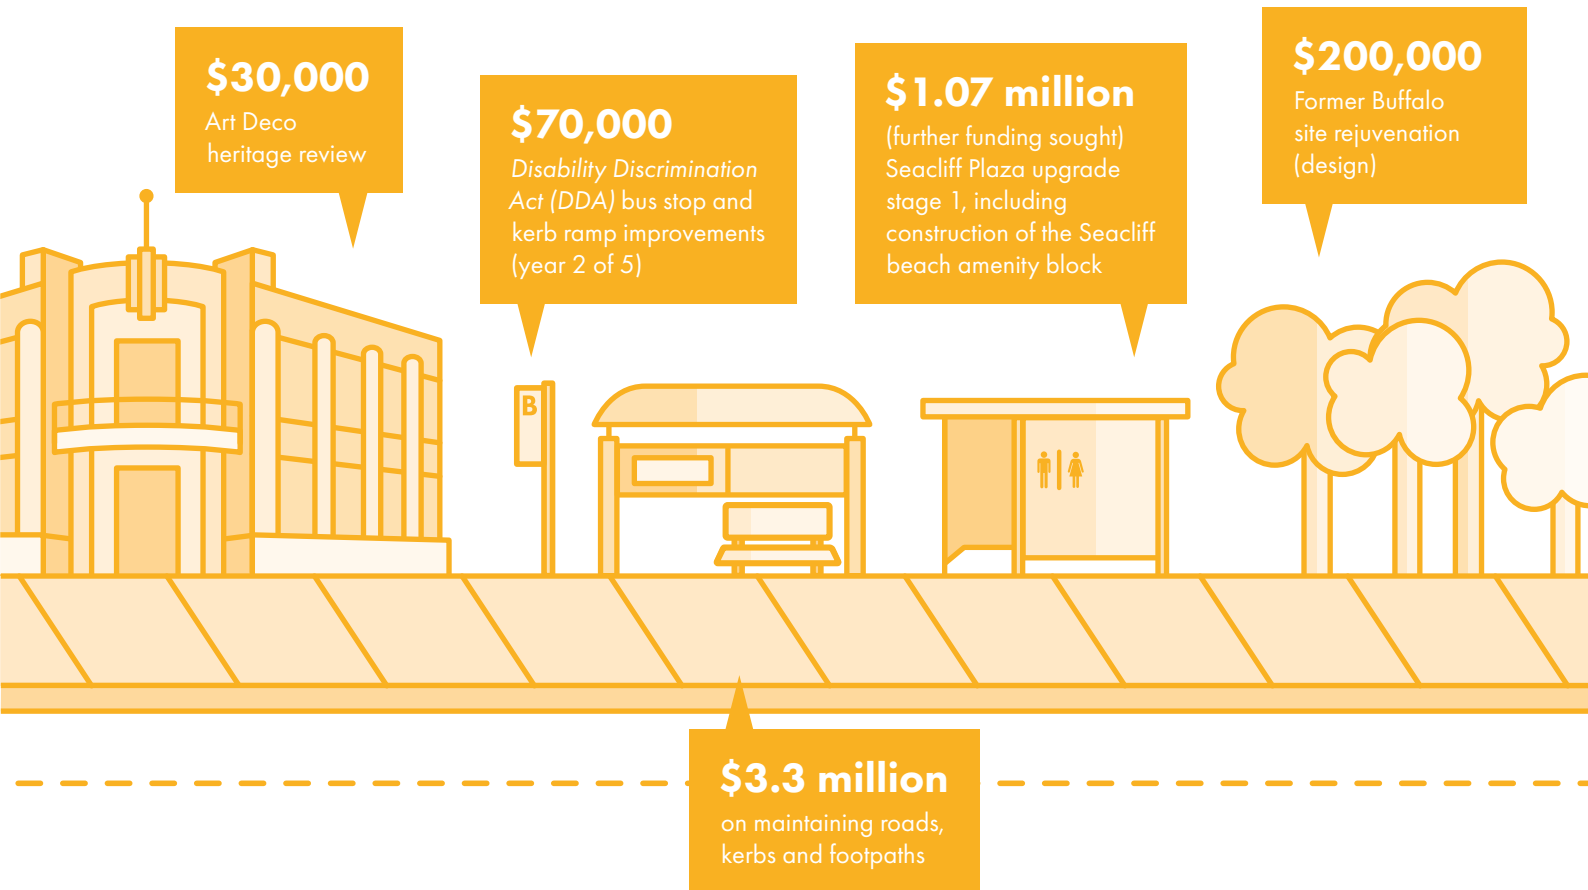 $30,000
Art Deco
heritage review
$70,000
Disability Discrimination
Act (DDA) bus stop and
kerb ramp improvements
(year 2 of 5)
$1.07 million
(further funding sought)
Seacliff Plaza upgrade
stage 1, including
construction of the Seacliff
beach amenity block
$200,000
Former Buffalo
site rejuvenation
(design)
B
$3.3 million
on maintaining roads,
kerbs and footpaths